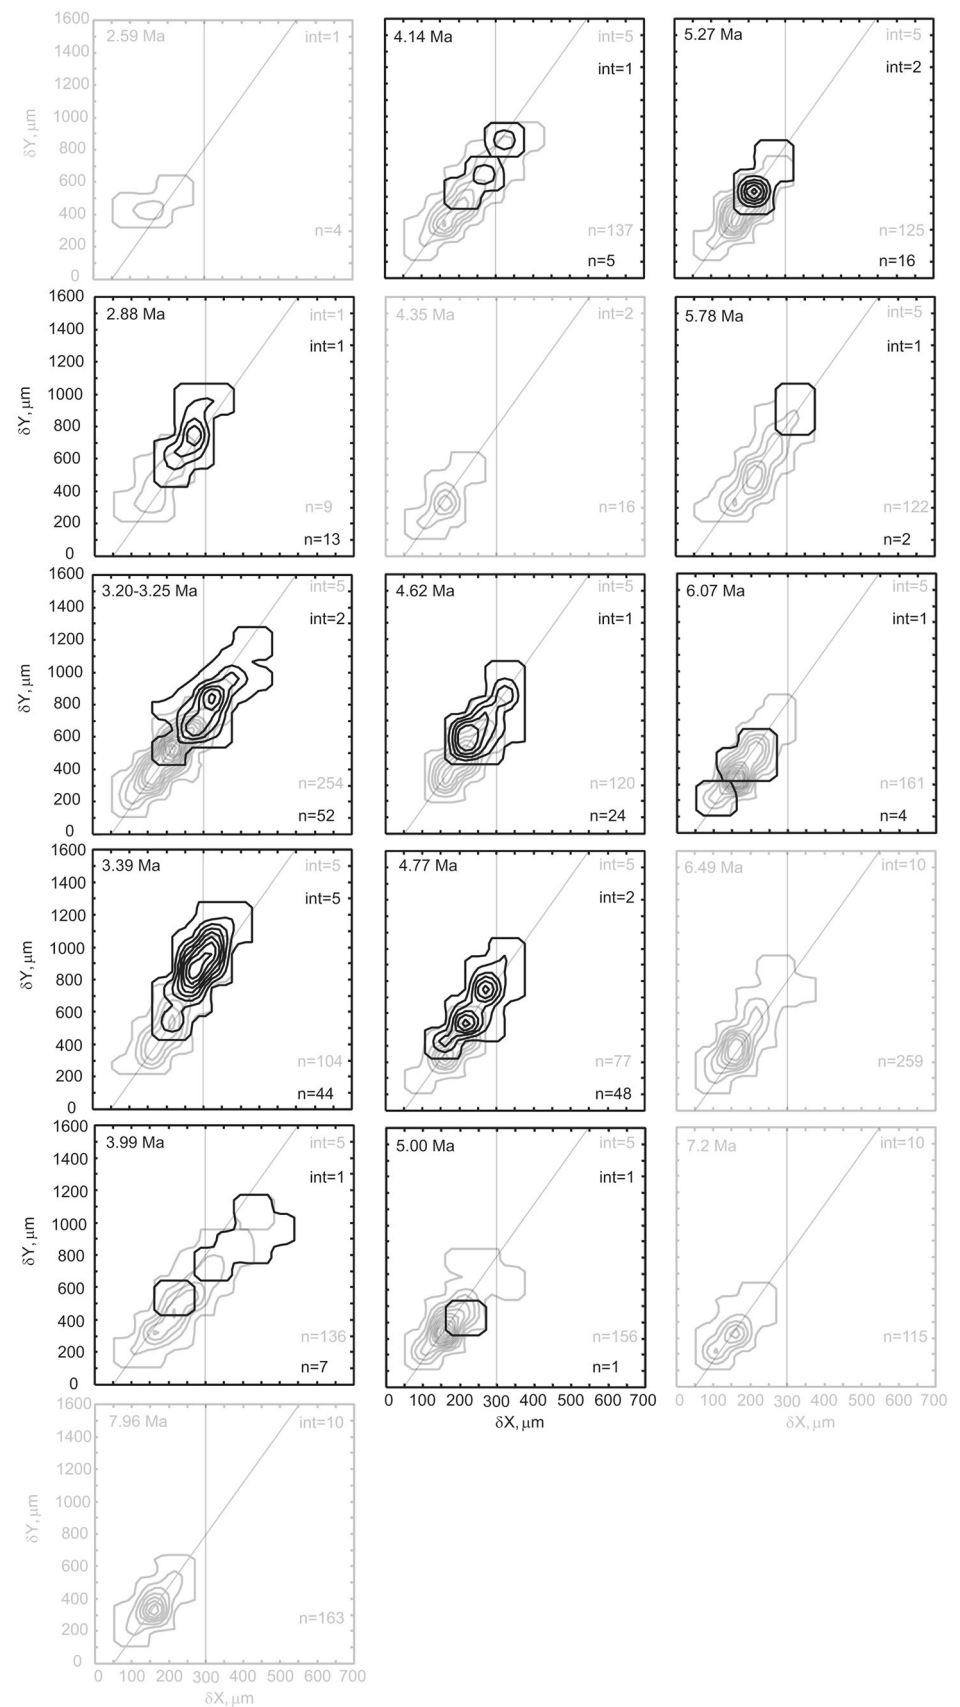 1600 2.59 Ma int=1 4.14 Ma int=5 5.27 Ma int=5
1400 int=1 int=2
1200
1000
δY, μm
800
600
400
n=4 n=137 n=125
200 n=5 n=16
0
1600 2.88 Ma int=1 4.35 Ma int=2 5.78 Ma int=5
1400 int=1 int=1
1200
1000
δY, μm
800
600
400
n=9 n=16 n=122
200 n=13 n=2
0
1600 3.20-3.25 Ma int=5 4.62 Ma int=5 6.07 Ma int=5
1400 int=2 int=1 int=1
1200
1000
δY, μm
800
600
400
n=254 n=120 n=161
200 n=52 n=24 n=4
0
1600 3.39 Ma int=5 4.77 Ma int=5 6.49 Ma int=10
1400 int=5 int=2
1200
1000
δY, μm
800
600
400
n=104 n=77 n=259
200 n=44 n=48
0
1600 3.99 Ma int=5 5.00 Ma int=5 7.2 Ma int=10
1400 int=1 int=1
1200
1000
δY, μm
800
600
400
n=136 n=156 n=115
200 n=7 n=1
0
0 100 200 300 400 500 600 700 0 100 200 300 400 500 600 700
δX, μm δX, μm
1600 7.96 Ma int=10
1400
1200
1000
δY, μm
800
600
400
n=163
200
0
0 100 200 300 400 500 600 700
δX, μm